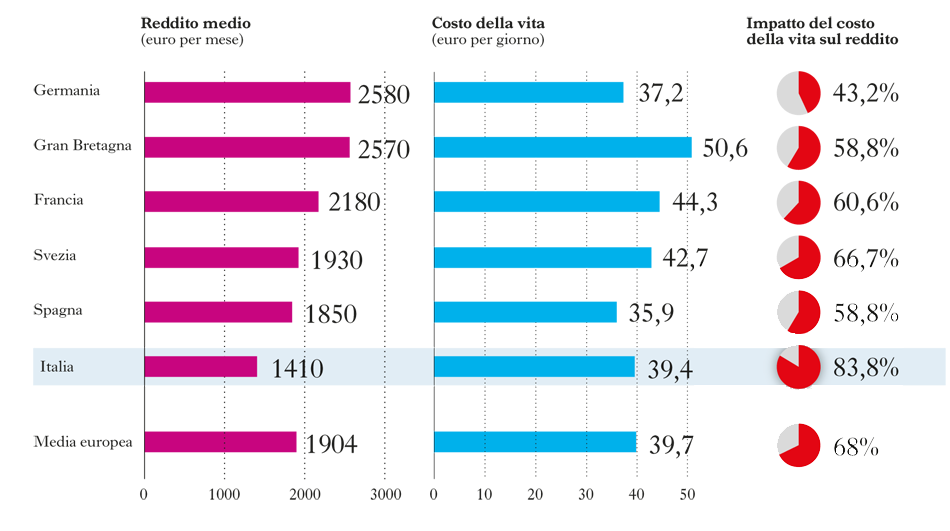 Reddito medio
(euro per mese)
Costo della vita
(euro per giorno)
Impatto del costo
della vita sul reddito
Germania 2580 37,2 43,2%
Gran Bretagna 2570 50,6 58,8%
Francia 2180 44,3 60,6%
Svezia 1930 42,7 66,7%
Spagna 1850 35,9 58,8%
Italia 1410 39,4 83,8%
Media europea 1904 39,7 68%
0 1000 2000 3000 0 10 20 30 40 50